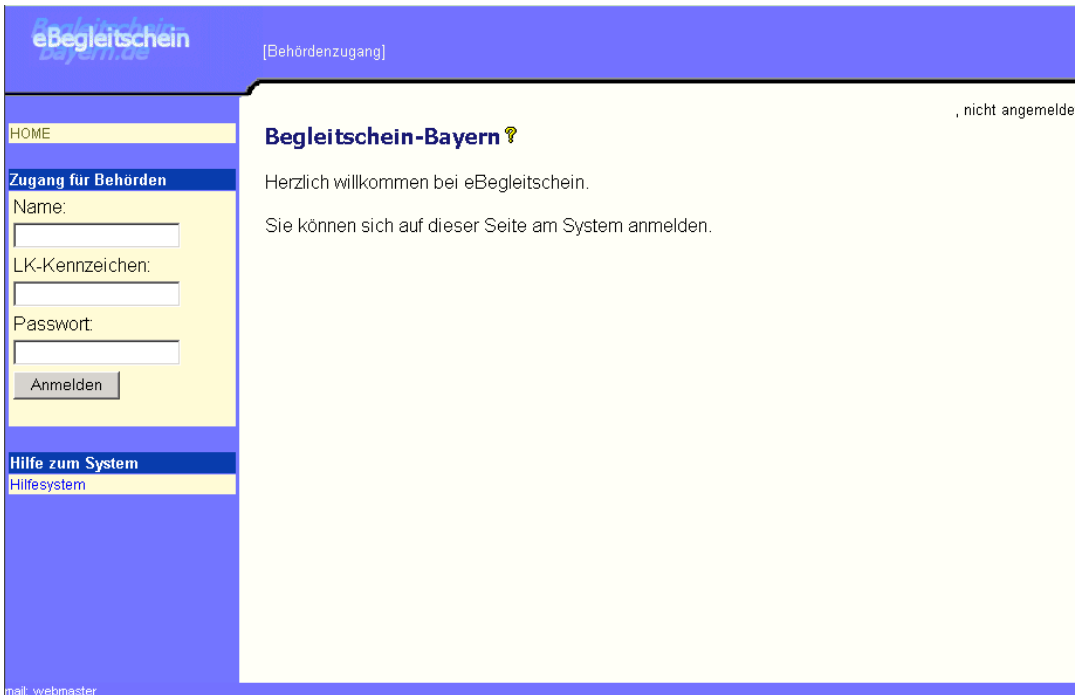 Begleitschein-
eBegleitschein
Bayern.de
[Behördenzugang]
, nicht angemelde
HOME
Begleitschein-Bayern?
Zugang für Behörden
Herzlich willkommen bei eBegleitschein.
Name:
Sie können sich auf dieser Seite am System anmelden.
LK-Kennzeichen:
Passwort:
Anmelden
Hilfe zum System
Hilfesystem
mail: webmaster